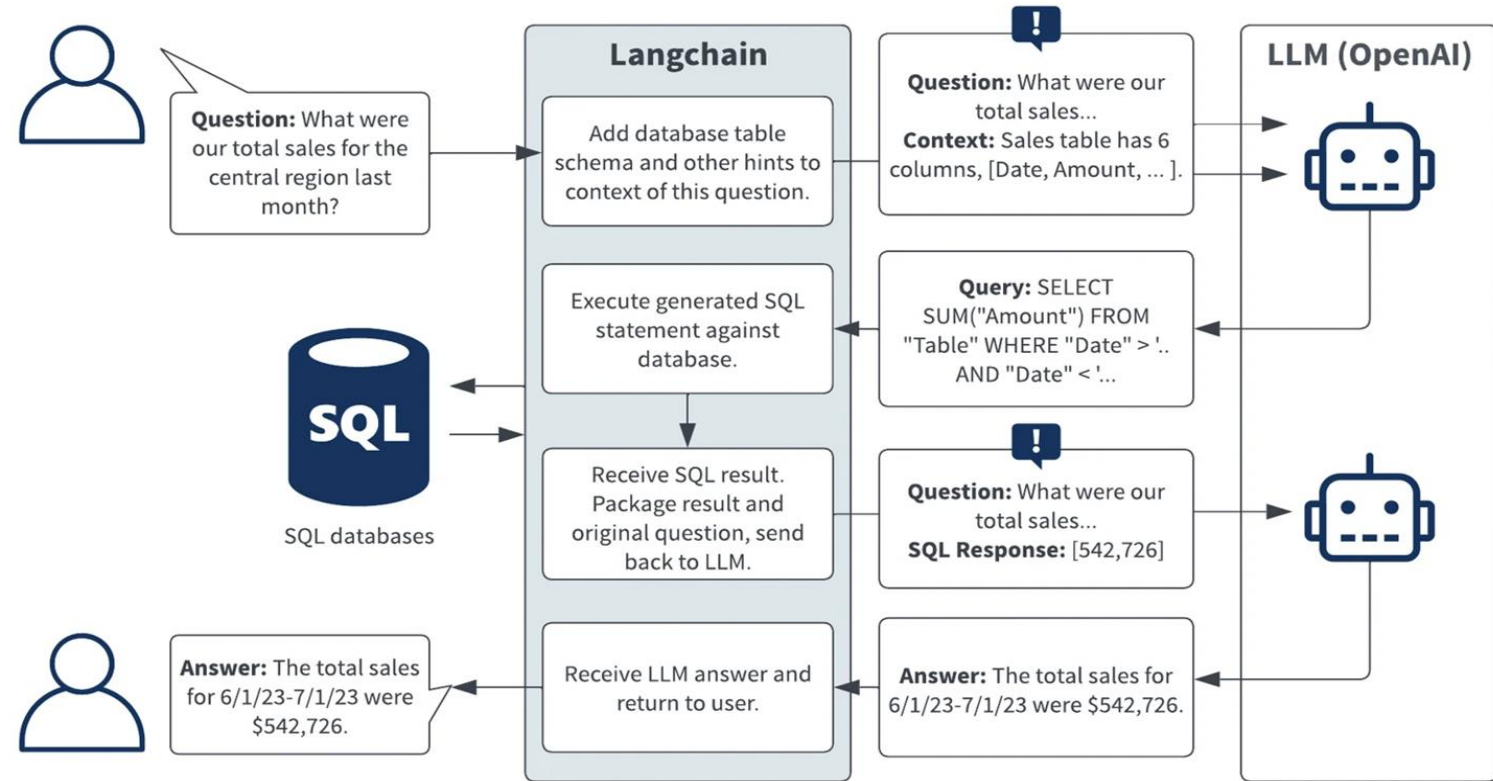 Langchain
LLM (OpenAI)
!
Question: What were
our total sales for the
central region last
month?
Add database table
schema and other hints to
context of this question.
Question: What were our
total sales...
Context: Sales table has 6
columns, [Date, Amount, ... ].
Execute generated SQL
statement against
database.
Query: SELECT
SUM("Amount") FROM
"Table" WHERE "Date" > '..
AND "Date" < '...
SQL
SQL databases
!
Receive SQL result.
Package result and
original question, send
back to LLM.
Question: What were our
total sales...
SQL Response: [542,726]
Answer: The total sales
for 6/1/23-7/1/23 were
$542,726.
Receive LLM answer and
return to user.
Answer: The total sales for
6/1/23-7/1/23 were $542,726.